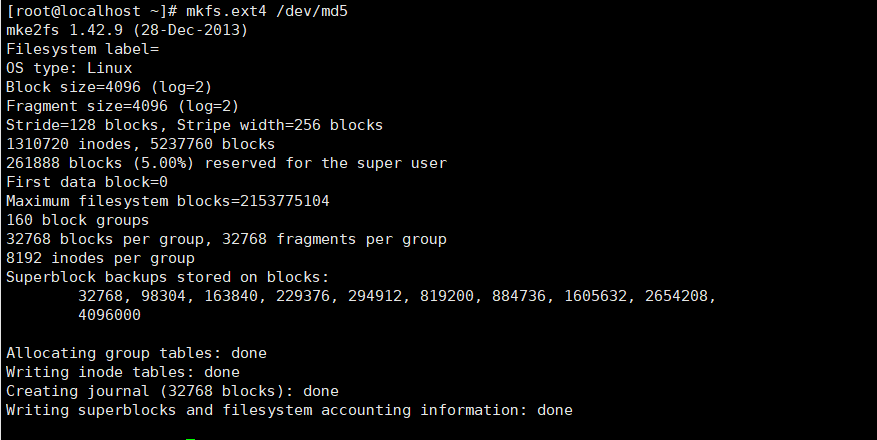 [root@localhost ~]# mkfs.ext4 /dev/md5
mke2fs 1.42.9 (28-Dec-2013)
Filesystem label=
OS type: Linux
Block size=4096 (log=2)
Fragment size=4096 (log=2)
Stride=128 blocks, Stripe width=256 blocks
1310720 inodes, 5237760 blocks
261888 blocks (5.00%) reserved for the super user
First data block=0
Maximum filesystem blocks=2153775104
160 block groups
32768 blocks per group, 32768 fragments per group
8192 inodes per group
Superblock backups stored on blocks:
        32768, 98304, 163840, 229376, 294912, 819200, 884736, 1605632, 2654208,
        4096000

Allocating group tables: done
Writing inode tables: done
Creating journal (32768 blocks): done
Writing superblocks and filesystem accounting information: done